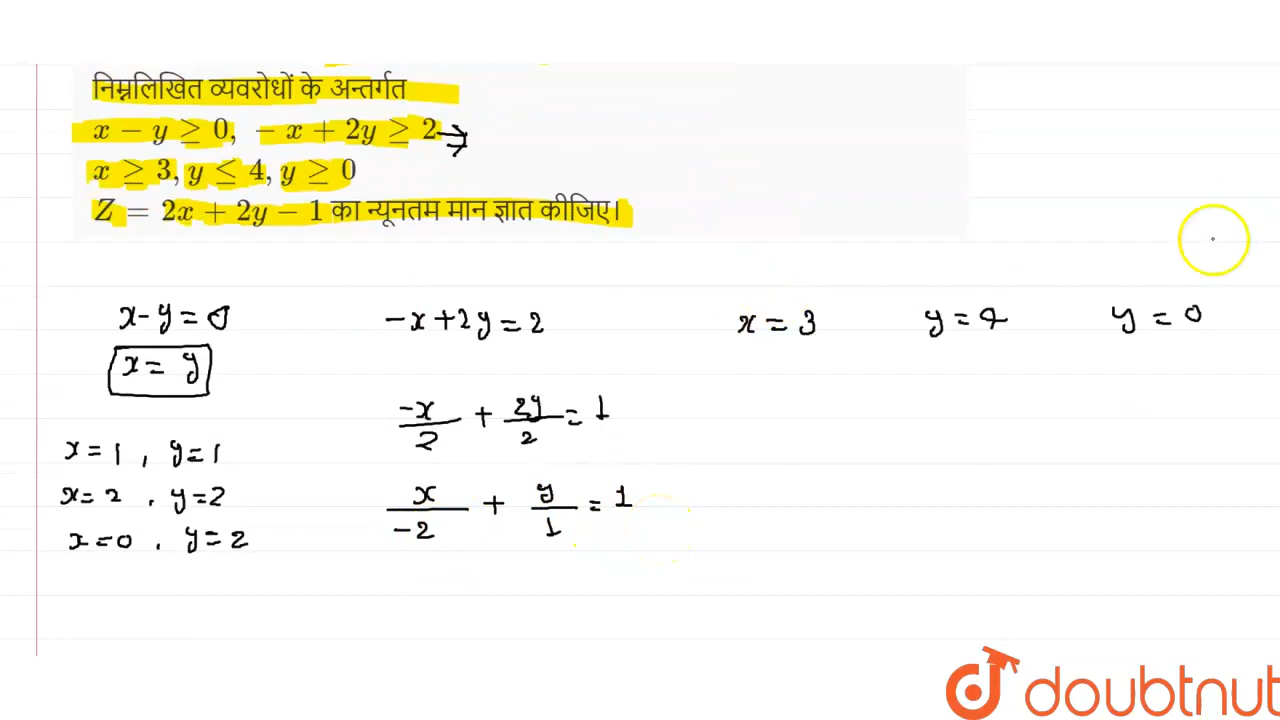 निम्नलिखित व्यवरोधों के अन्तर्गत
x − y ≥ 0, − x + 2y ≥ 2
x ≥ 3, y ≤ 4, y ≥ 0
Z = 2x + 2y − 1 का न्यूनतम मान ज्ञात कीजिए।
x - y = 0
-x + 2y = 2
x = 3
y = 4
y = 0
x = y
-x/2 + 2y/2 = 1
x = 1, y = 1
x = 2, y = 2
x/-2 + y/1 = 1
x = 0, y = 2
doubtnut